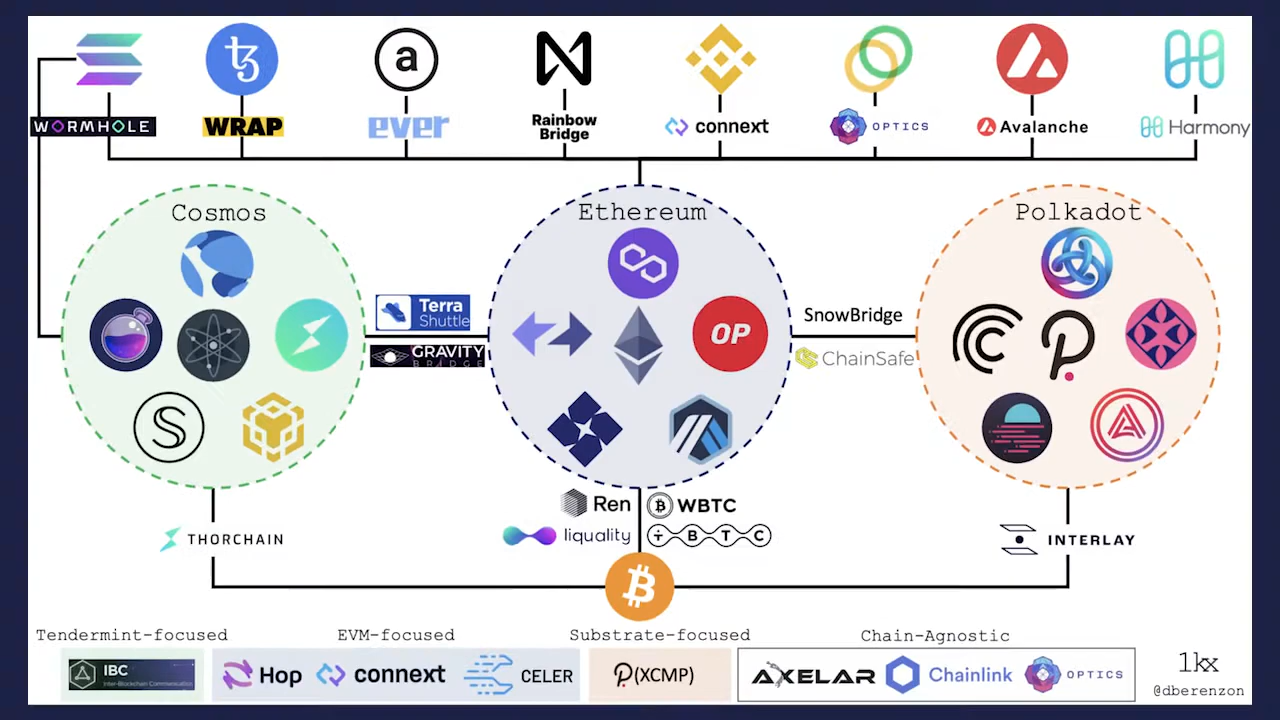 a
WORMHOLE
WRAP
ever
Rainbow
Bridge
connext
OPTICS
Avalanche
Harmony
Cosmos
Ethereum
Polkadot
Terra
Shuttle
GRAVITY
BRIDGE
OP
SnowBridge
ChainSafe
Ren
WBTC
liquality
TBTC
THORCHAIN
INTERLAY
Tendermint-focused
EVM-focused
Substrate-focused
Chain-Agnostic
IBC
Inter-Blockchain Communication
Hop
connext
CELER
(XCMP)
AXELAR
Chainlink
OPTICS
1kx
@dberenzon